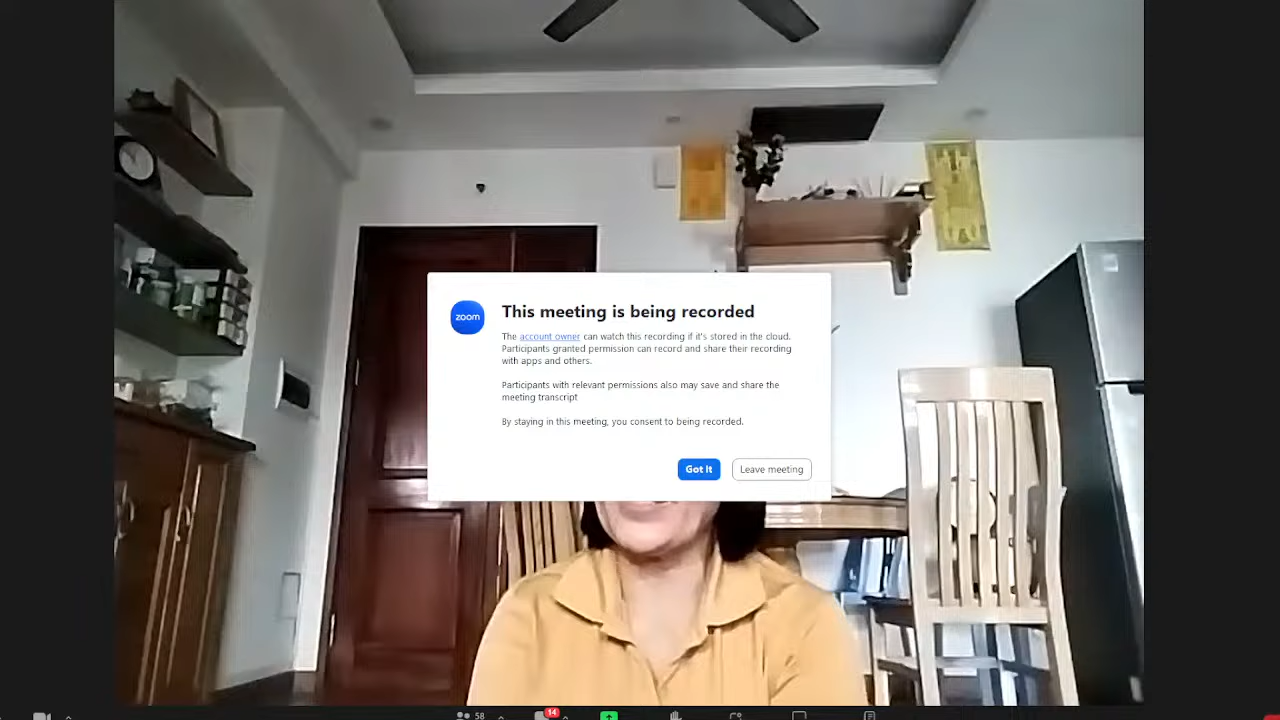 zoom
This meeting is being recorded
The account owner can watch this recording if it's stored in the cloud.
Participants granted permission can record and share their recording
with apps and others.
Participants with relevant permissions also may save and share the
meeting transcript
By staying in this meeting, you consent to being recorded.
Got it
Leave meeting
58
14